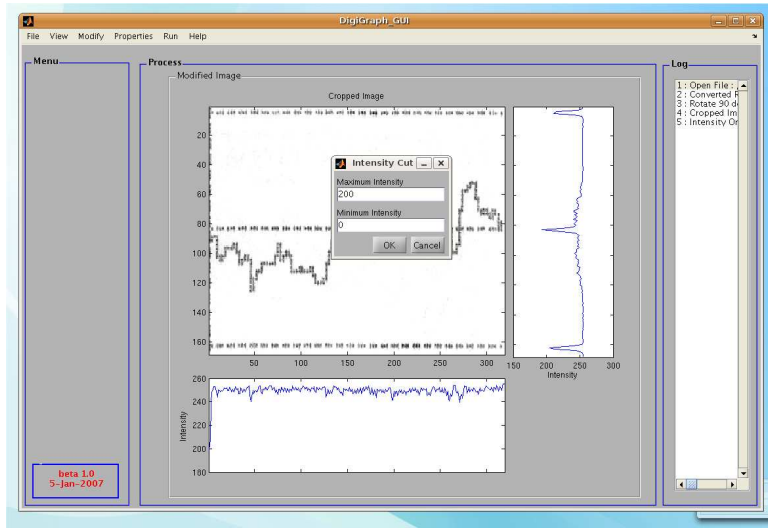 DigiGraph_GUI
File View Modify Properties Run Help
Menu
Process
Log
Modified Image
Cropped Image
1 : Open File :
2 : Converted
3 : Rotate 90 d
4 : Cropped Im
5 : Intensity Or
20
40
60
80
100
120
140
160
50 100 150 200 250 300
Intensity Cut
Maximum Intensity
200
Minimum Intensity
0
OK Cancel
150 200 250 300
Intensity
260
240
220
200
180
Intensity
beta 1.0
5-Jan-2007